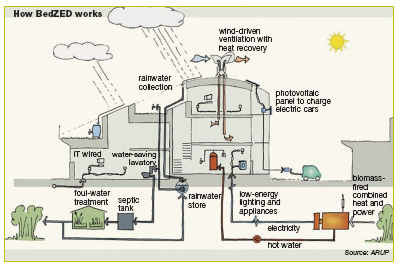 How BedZED works
wind-driven
ventilation with
heat recovery
rainwater
collection
photovoltaic
panel to charge
electric cars
IT wired
water-saving
lavatory
foul-water
treatment
septic
tank
rainwater
store
low-energy
lighting and
appliances
biomass-
fired
combined
heat and
power
electricity
hot water
Source: ARUP